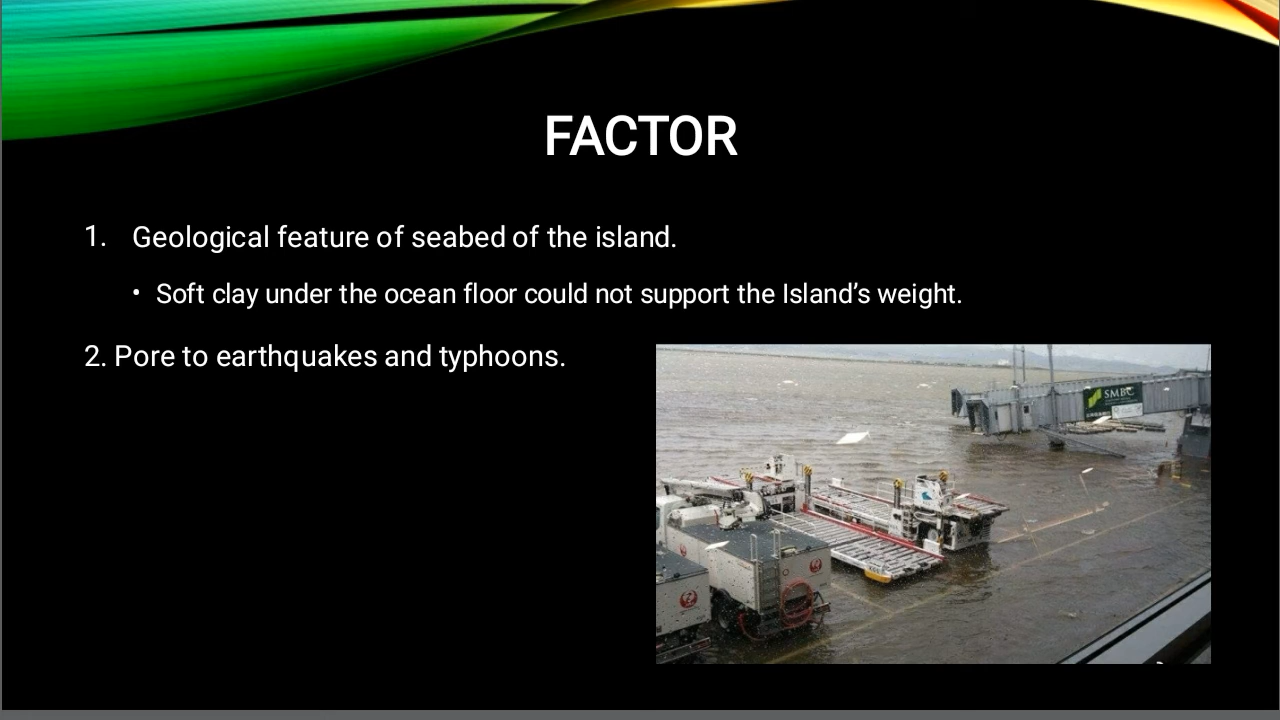 FACTOR
1. Geological feature of seabed of the island.
• Soft clay under the ocean floor could not support the Island’s weight.
2. Pore to earthquakes and typhoons.
SMBC